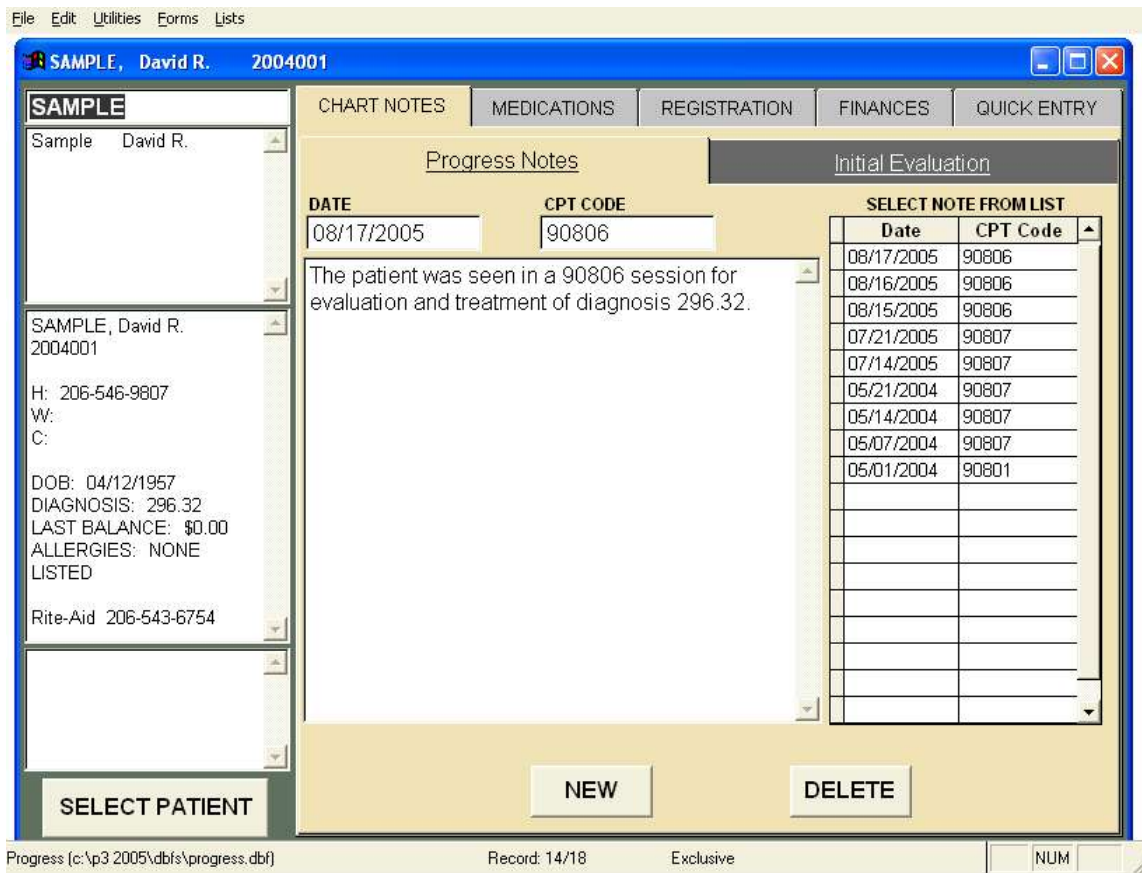 File Edit Utilities Forms Lists
SAMPLE, David R. 2004001
SAMPLE
Sample David R.
SAMPLE, David R.
2004001
H: 206-546-9807
W:
C:
DOB: 04/12/1957
DIAGNOSIS: 296.32
LAST BALANCE: $0.00
ALLERGIES: NONE
LISTED
Rite-Aid 206-543-6754
SELECT PATIENT
CHART NOTES MEDICATIONS REGISTRATION FINANCES QUICK ENTRY
Progress Notes Initial Evaluation
DATE CPT CODE
08/17/2005 90806
The patient was seen in a 90806 session for
evaluation and treatment of diagnosis 296.32.
SELECT NOTE FROM LIST
Date CPT Code
08/17/2005 90806
08/16/2005 90806
08/15/2005 90806
07/21/2005 90807
07/14/2005 90807
05/21/2004 90807
05/14/2004 90807
05/07/2004 90807
05/01/2004 90801
NEW DELETE
Progress (c:\p3 2005\dbfs\progress.dbf) Record: 14/18 Exclusive NUM